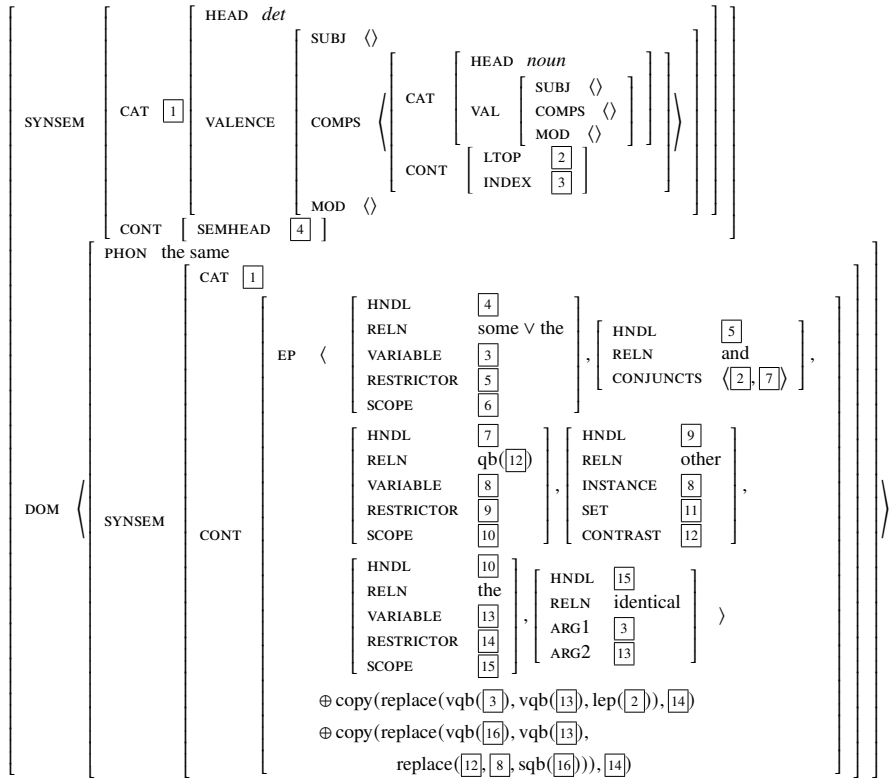 HEAD det
SUBJ ⟨⟩
HEAD noun
SUBJ ⟨⟩
CAT
CAT 1
VAL COMPS ⟨⟩
SYNSEM VALENCE COMPS
MOD ⟨⟩
LTOP 2
CONT
INDEX 3
MOD ⟨⟩
CONT [ SEMHEAD 4 ]
PHON the same
CAT 1
HNDL 4
RELN some ∨ the
HNDL 5
EP ⟨ VARIABLE 3 , RELN and ,
RESTRICTOR 5
CONJUNCTS ⟨2, 7⟩
SCOPE 6
HNDL 7 HNDL 9
RELN qb(12) RELN other
VARIABLE 8 , INSTANCE 8 ,
DOM SYNSEM CONT
RESTRICTOR 9 SET 11
SCOPE 10 CONTRAST 12
HNDL 10
HNDL 15
RELN the
RELN identical
VARIABLE 13 , ⟩
ARG1 3
RESTRICTOR 14
ARG2 13
SCOPE 15
⊕ copy(replace(vqb(3), vqb(13), lep(2)), 14)
⊕ copy(replace(vqb(16), vqb(13),
replace(12, 8, sqb(16))), 14)